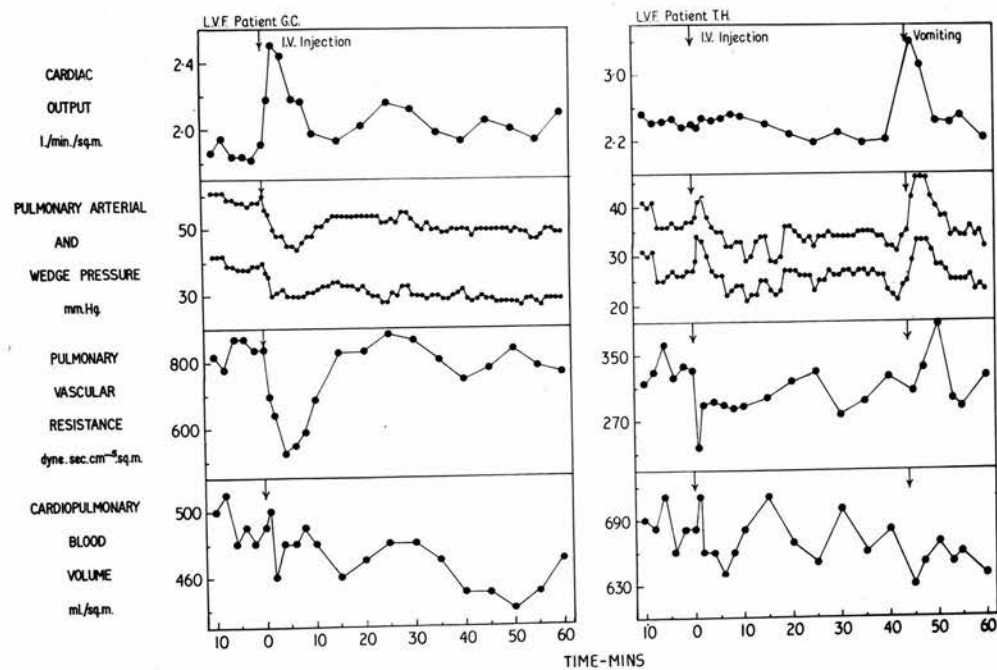 L.V.F. Patient G.C.
I.V. Injection
L.V.F. Patient T.H.
I.V. Injection
Vomiting
CARDIAC
OUTPUT
l./min./sq.m.
2·4
2·0
3·0
2·2
PULMONARY ARTERIAL
AND
WEDGE PRESSURE
mm.Hg.
50
30
40
30
20
PULMONARY
VASCULAR
RESISTANCE
dyne.sec.cm⁻⁵.sq.m.
800
600
350
270
CARDIOPULMONARY
BLOOD
VOLUME
ml./sq.m.
500
460
690
630
10 0 10 20 30 40 50 60
10 0 10 20 30 40 50 60
TIME-MINS